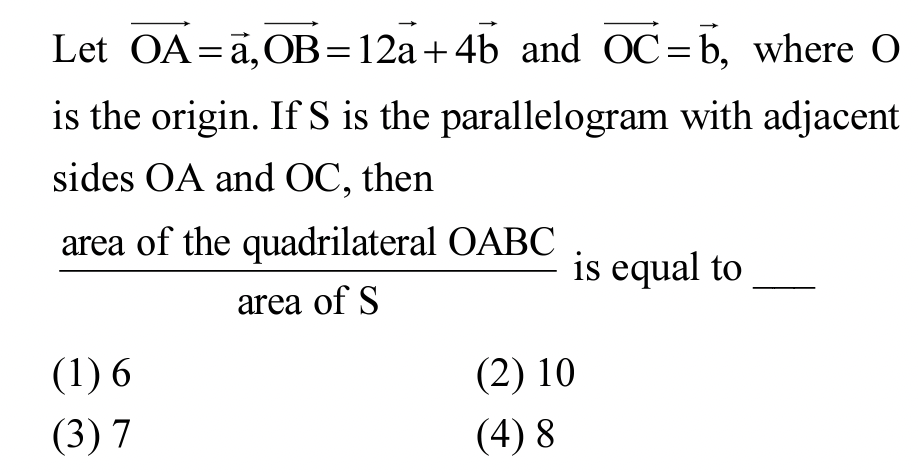 Let $\overrightarrow{OA} = \vec{a}, \overrightarrow{OB} = 12\vec{a} + 4\vec{b}$ and $\overrightarrow{OC} = \vec{b}$, where O
is the origin. If S is the parallelogram with adjacent
sides OA and OC, then
$\frac{\text{area of the quadrilateral OABC}}{\text{area of S}}$ is equal to ___
(1) 6 (2) 10
(3) 7 (4) 8